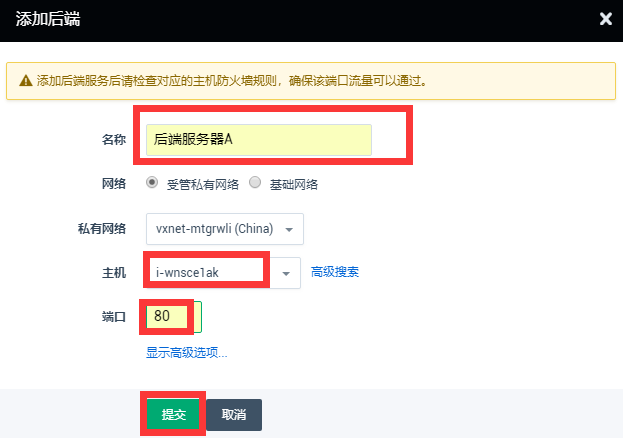 添加后端
添加后端服务后请检查对应的主机防火墙规则，确保该端口流量可以通过。
名称 后端服务器A
网络 受管私有网络 基础网络
私有网络 vxnet-mtgrwli (China)
主机 i-wnsce1ak 高级搜索
端口 80
显示高级选项...
提交 取消